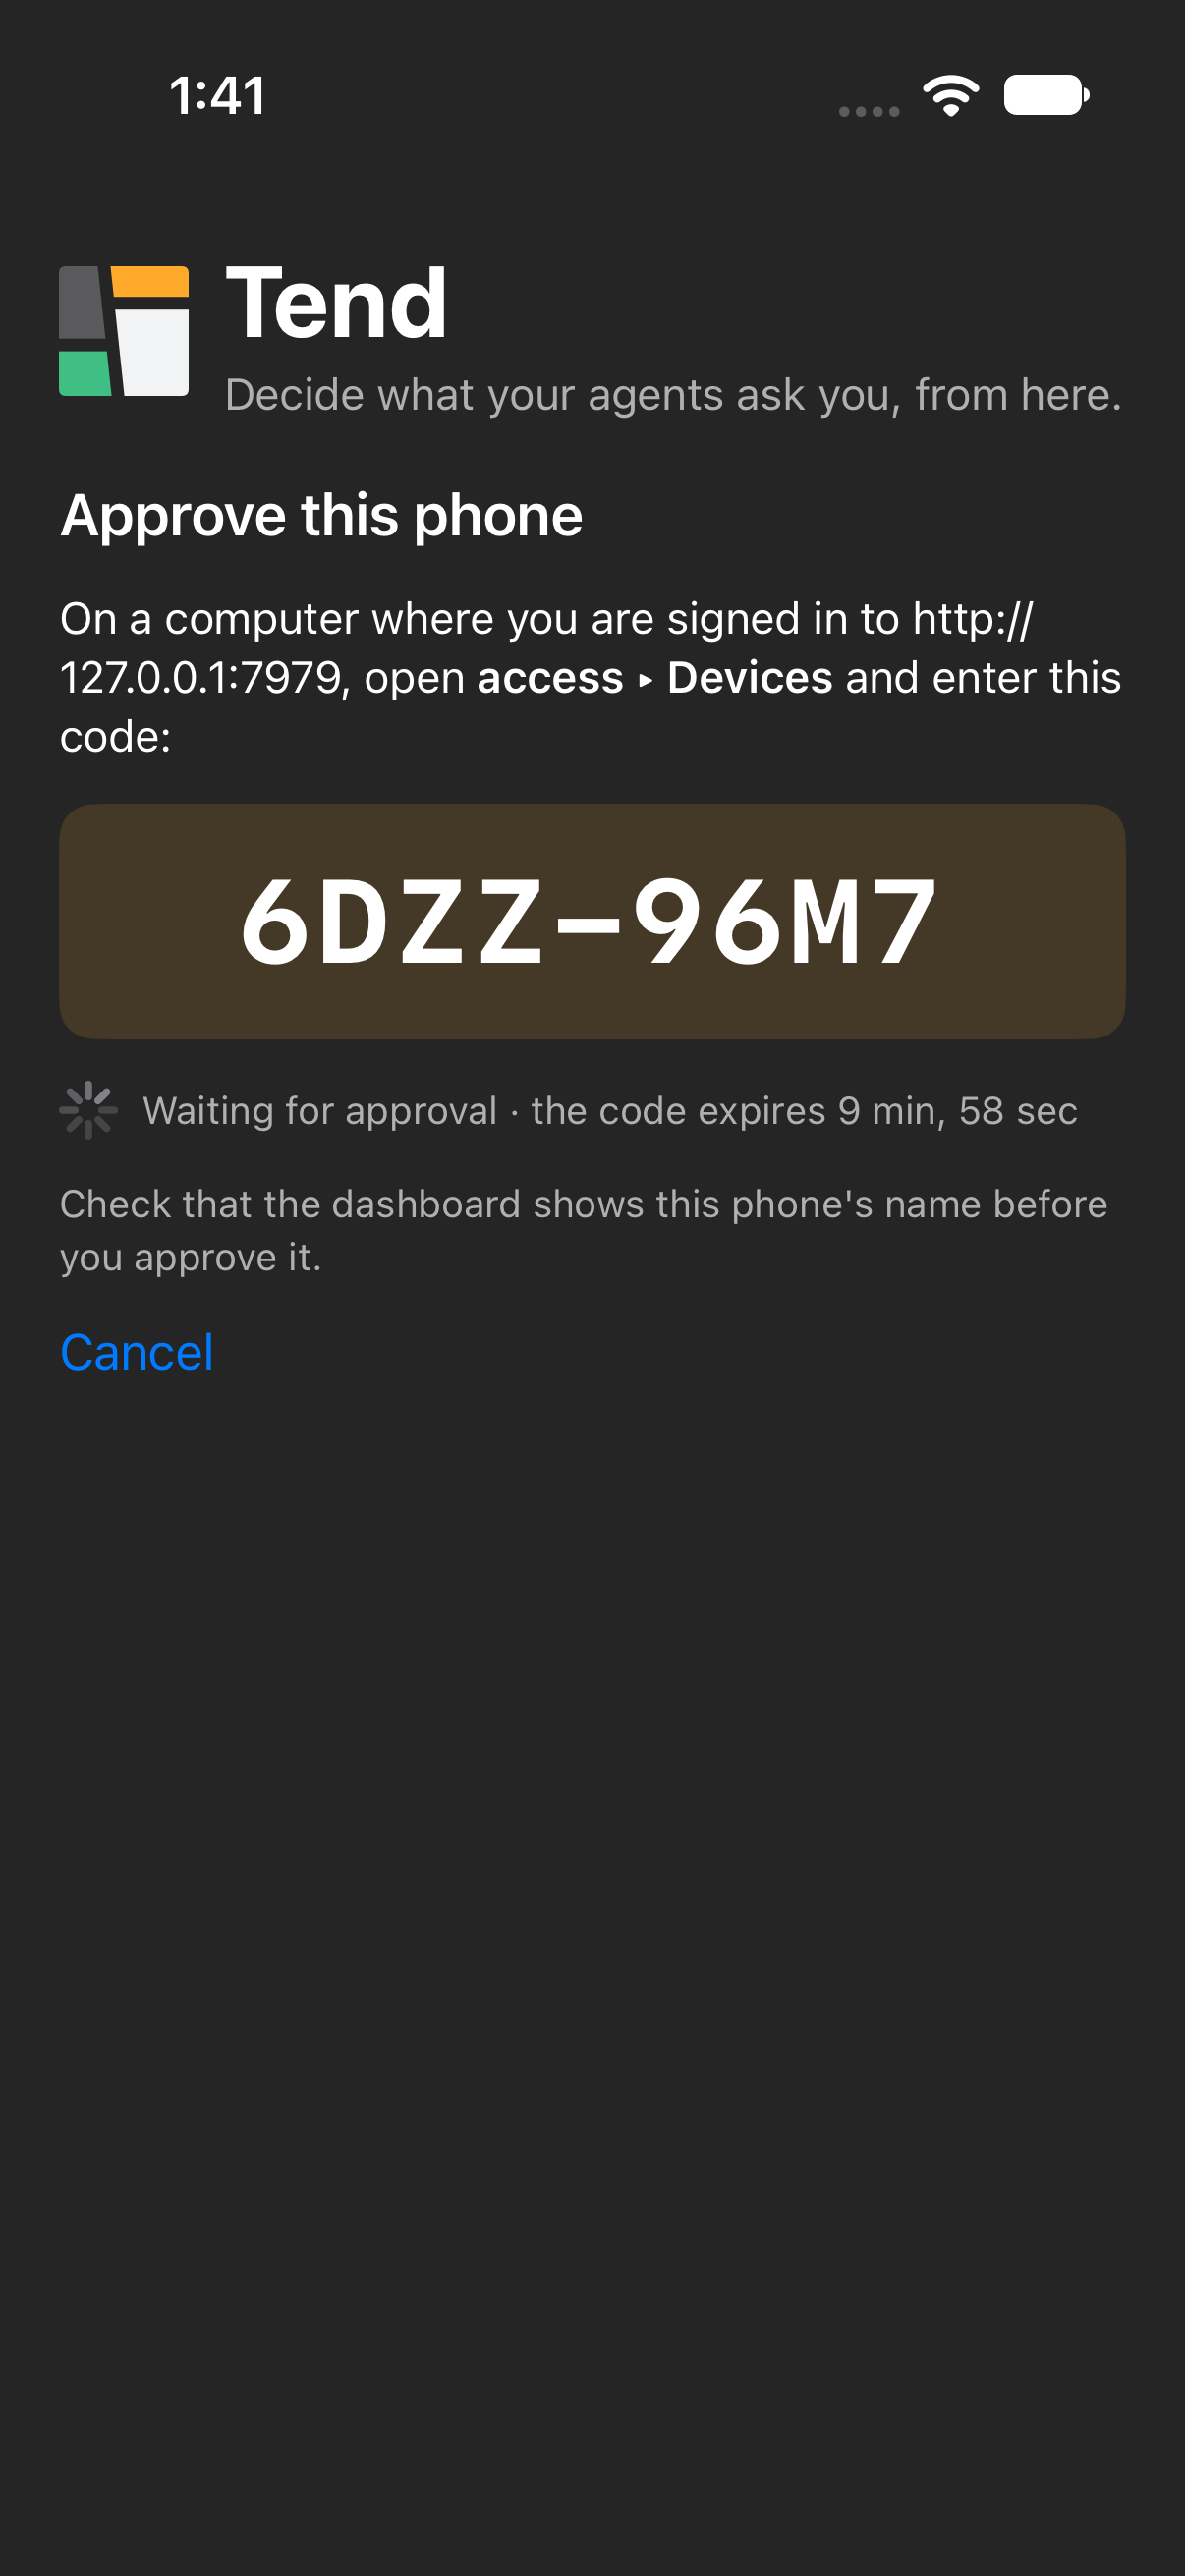 1:41
Tend
Decide what your agents ask you, from here.
Approve this phone
On a computer where you are signed in to http://
127.0.0.1:7979, open access ▸ Devices and enter this
code:
6DZZ-96M7
Waiting for approval · the code expires 9 min, 58 sec
Check that the dashboard shows this phone's name before
you approve it.
Cancel